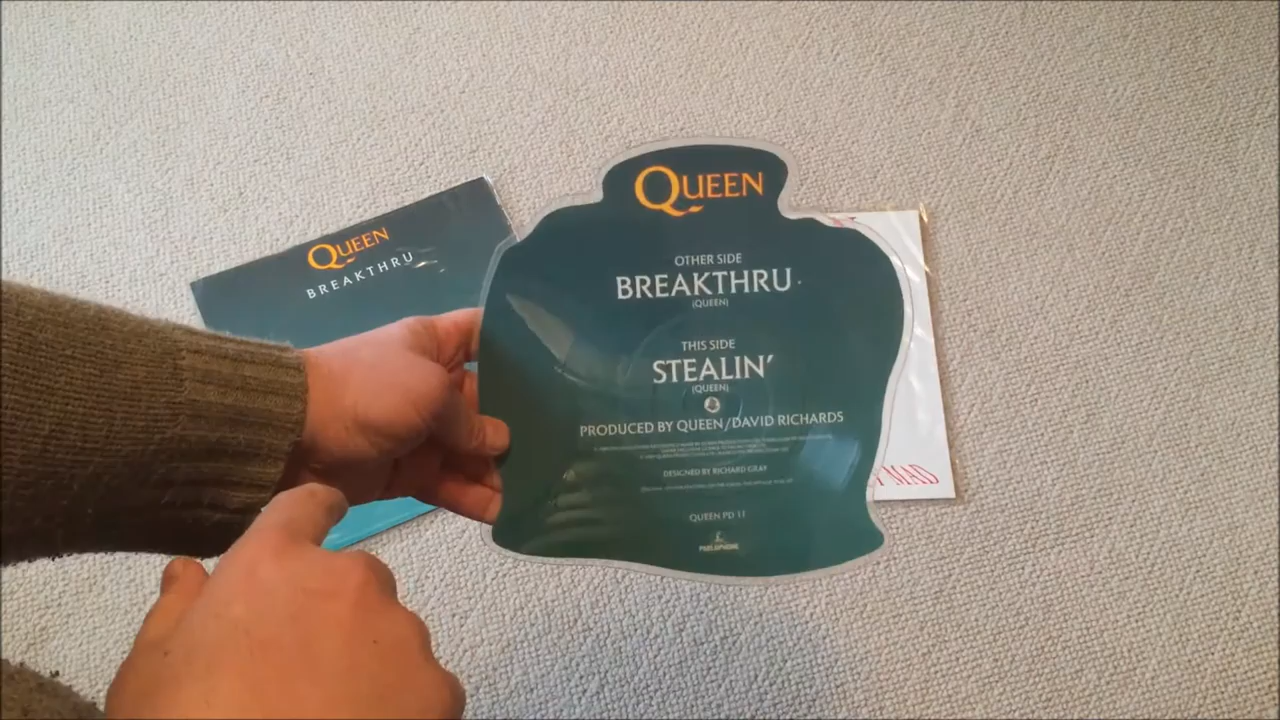 QUEEN
BREAKTHRU
QUEEN
OTHER SIDE
BREAKTHRU
(QUEEN)
THIS SIDE
STEALIN'
(QUEEN)
PRODUCED BY QUEEN/DAVID RICHARDS
DESIGNED BY RICHARD GRAY
QUEEN PD 11
PARLOPHONE
MAD